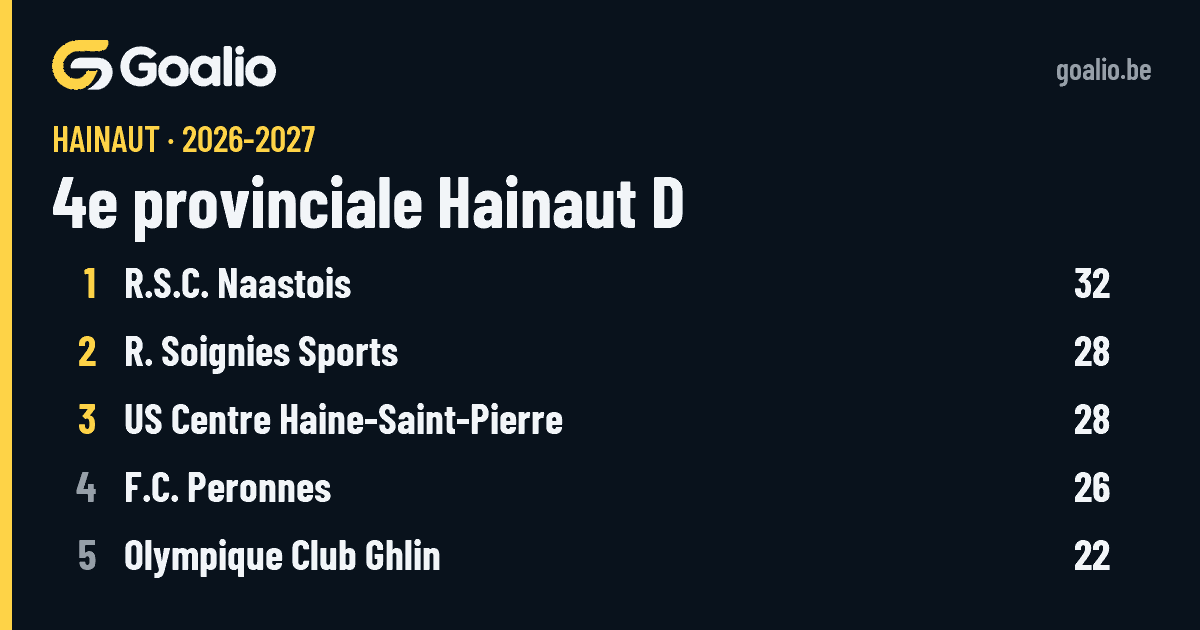 Goalio
goalio.be
HAINAUT · 2026-2027
4e provinciale Hainaut D
1 R.S.C. Naastois 32
2 R. Soignies Sports 28
3 US Centre Haine-Saint-Pierre 28
4 F.C. Peronnes 26
5 Olympique Club Ghlin 22